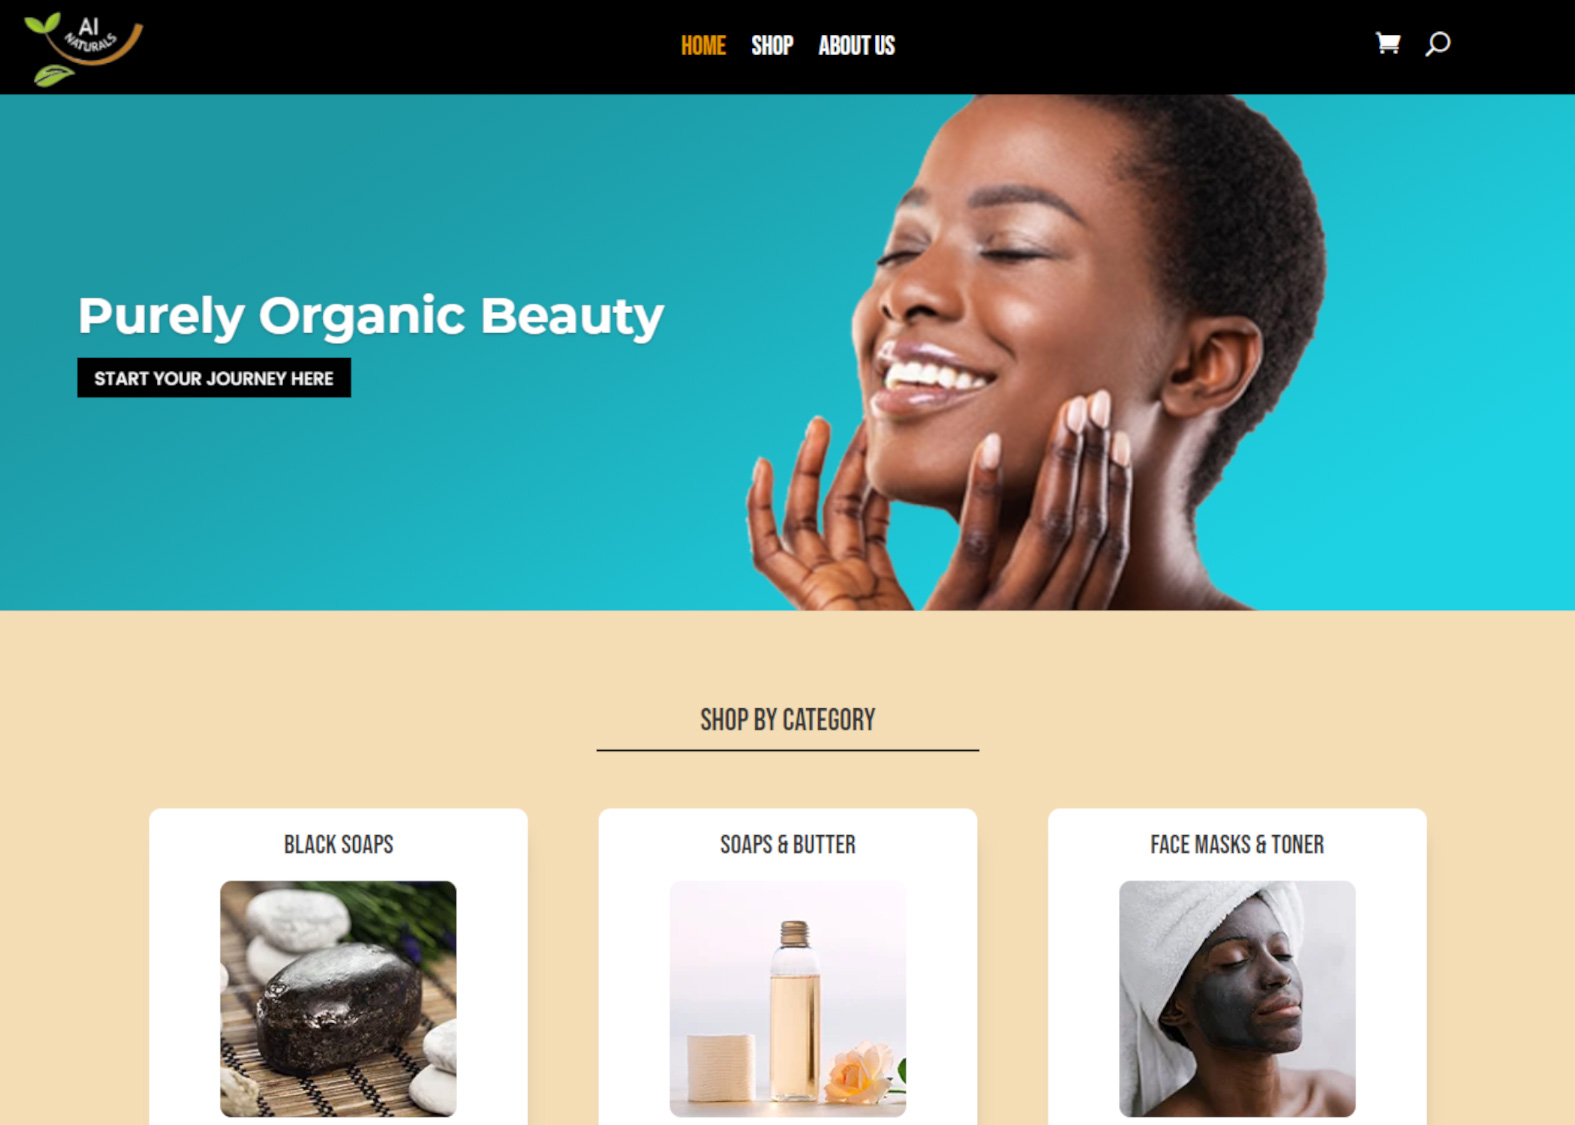 AI
NATURALS
HOME SHOP ABOUT US
Purely Organic Beauty
START YOUR JOURNEY HERE
SHOP BY CATEGORY
BLACK SOAPS
SOAPS & BUTTER
FACE MASKS & TONER